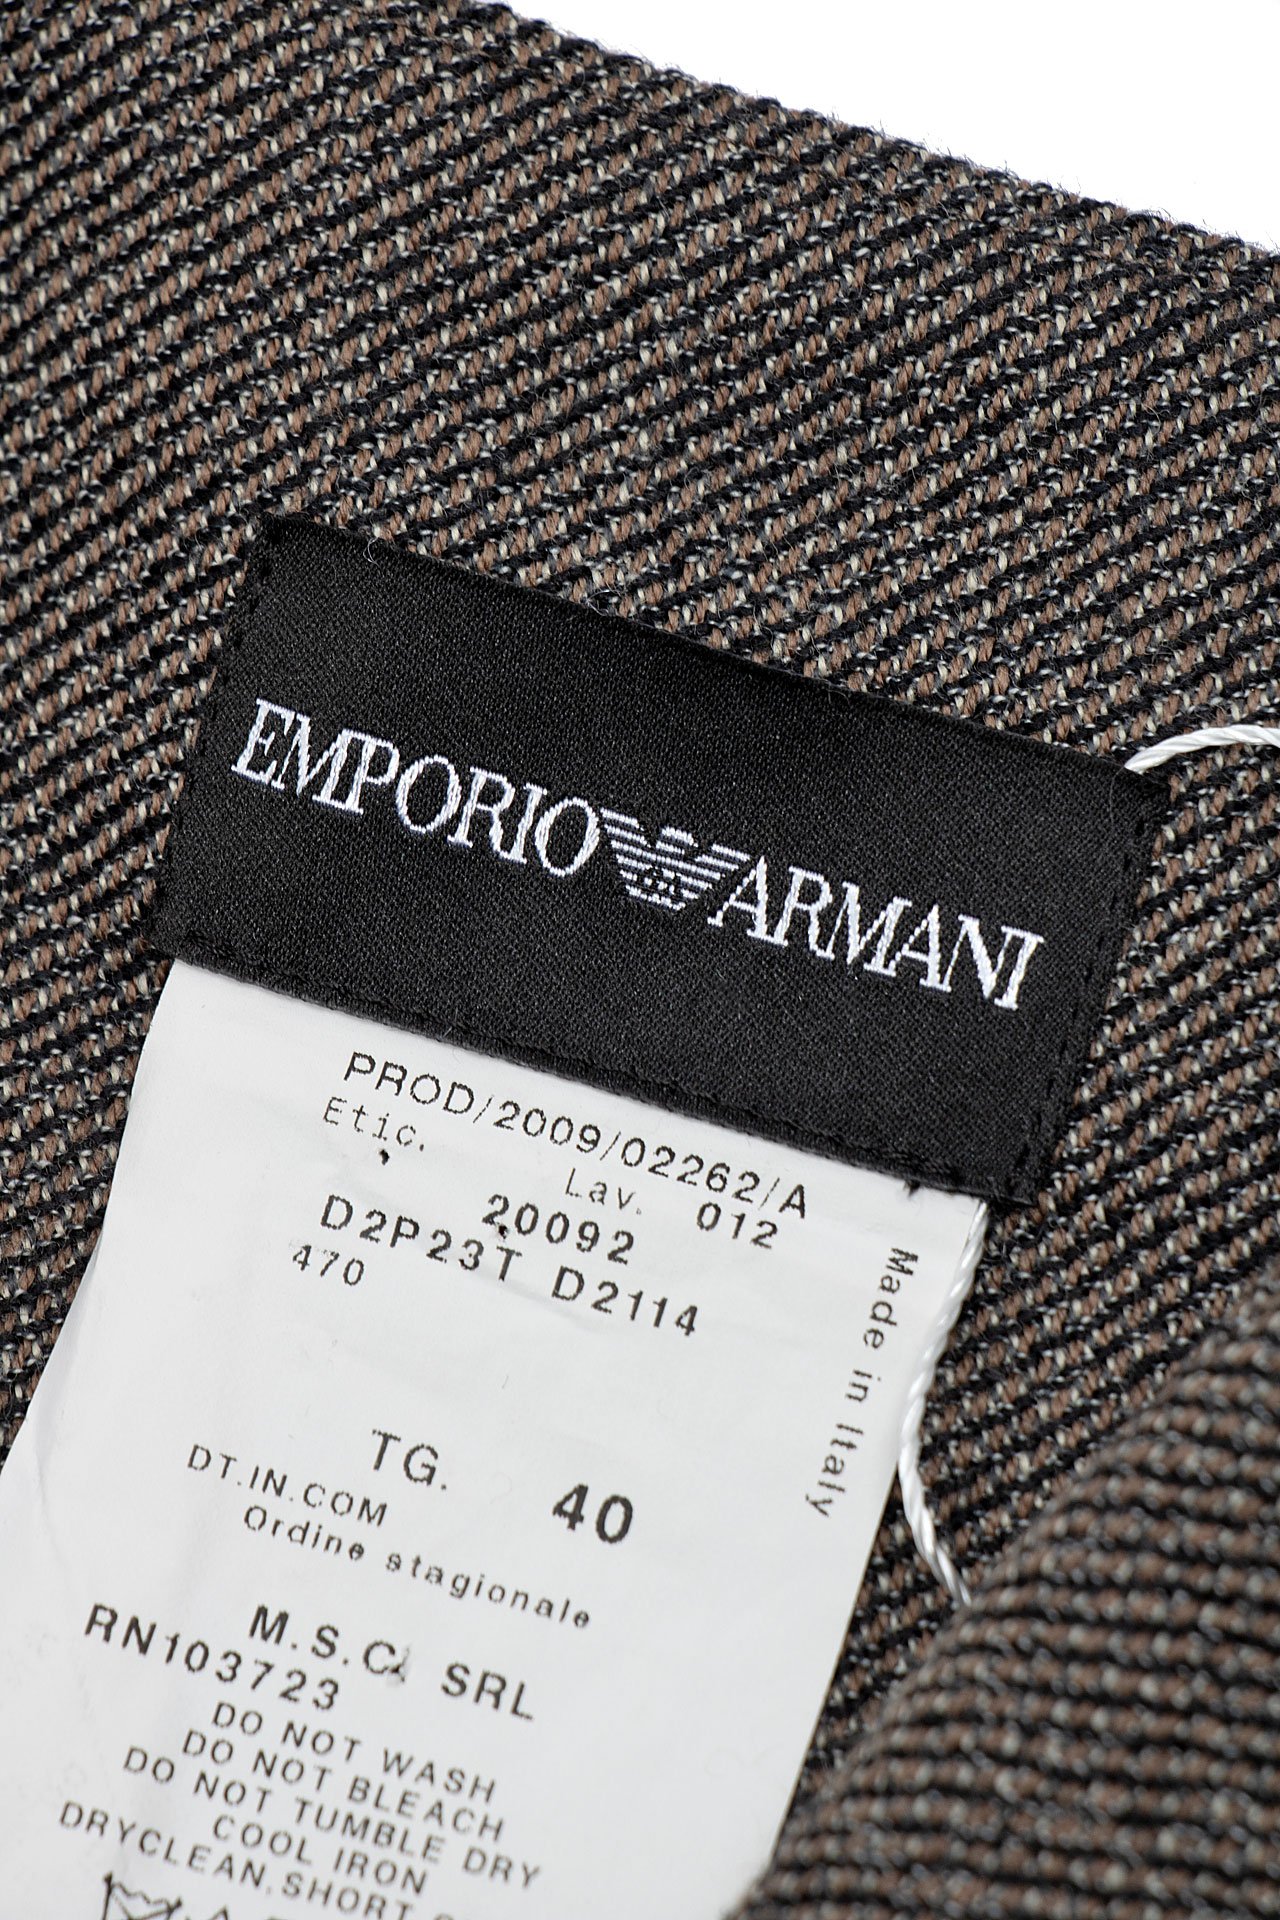 EMPORIO ARMANI
PROD/2009/02262/A
Etic. Lav. 012
20092
D2P23T D2114
470
Made in Italy
TG. 40
DT.IN.COM
Ordine stagionale
M.S.C. SRL
RN103723
DO NOT WASH
DO NOT BLEACH
DO NOT TUMBLE DRY
COOL IRON
DRYCLEAN,SHORT